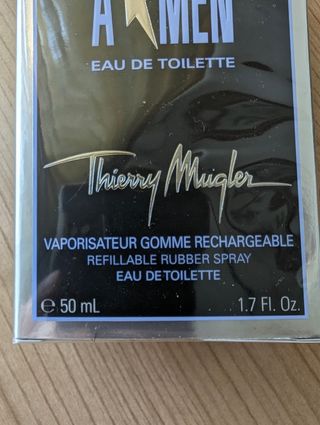 A MEN
EAU DE TOILETTE
Thierry Mugler
VAPORISATEUR GOMME RECHARGEABLE
REFILLABLE RUBBER SPRAY
EAU DE TOILETTE
℮ 50 mL 1.7 Fl. Oz.